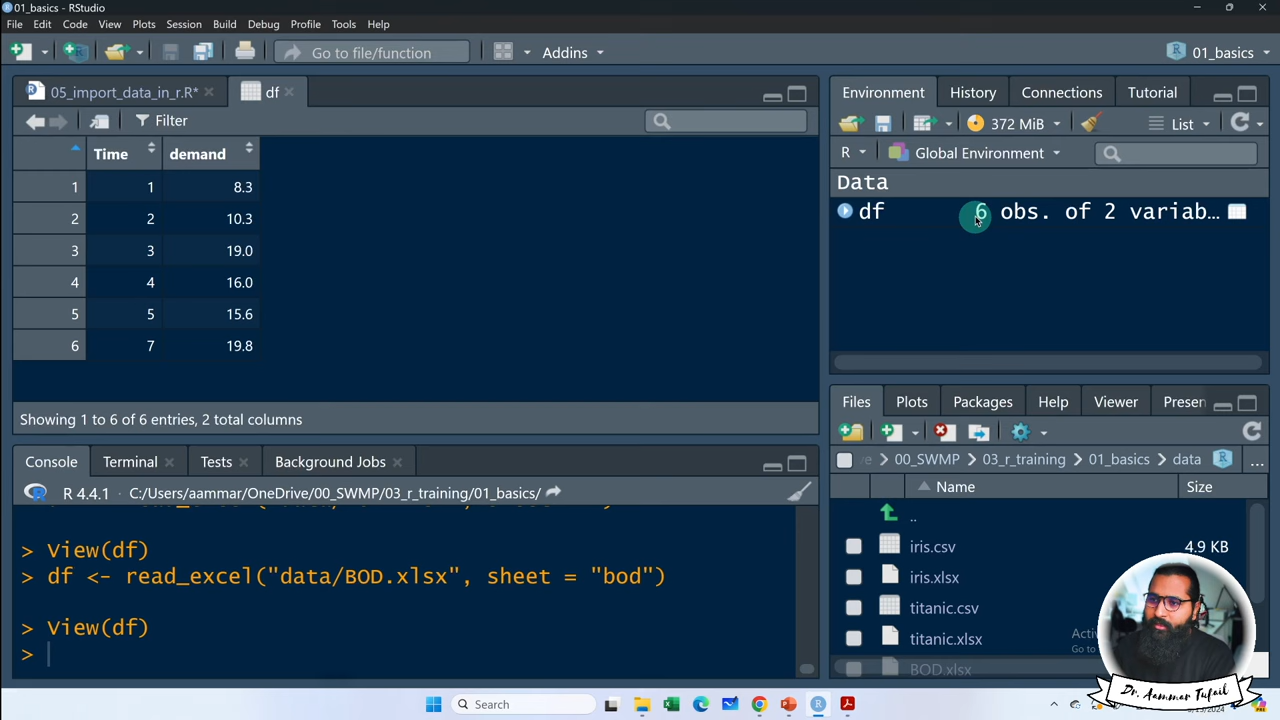 01_basics - RStudio
File Edit Code View Plots Session Build Debug Profile Tools Help
Go to file/function
Addins
01_basics
05_import_data_in_r.R*
df
Filter
Time demand
1 1 8.3
2 2 10.3
3 3 19.0
4 4 16.0
5 5 15.6
6 7 19.8
Showing 1 to 6 of 6 entries, 2 total columns
Console Terminal Tests Background Jobs
R 4.4.1 · C:/Users/aammar/OneDrive/00_SWMP/03_r_training/01_basics/
> View(df)
> df <- read_excel("data/BOD.xlsx", sheet = "bod")
> View(df)
>
Environment History Connections Tutorial
372 MiB
List
R Global Environment
Data
df 6 obs. of 2 variab…
Files Plots Packages Help Viewer Presen
00_SWMP > 03_r_training > 01_basics > data
...
Name Size
..
iris.csv 4.9 KB
iris.xlsx
titanic.csv
titanic.xlsx
BOD.xlsx
Dr. Aammar Tufail
Search